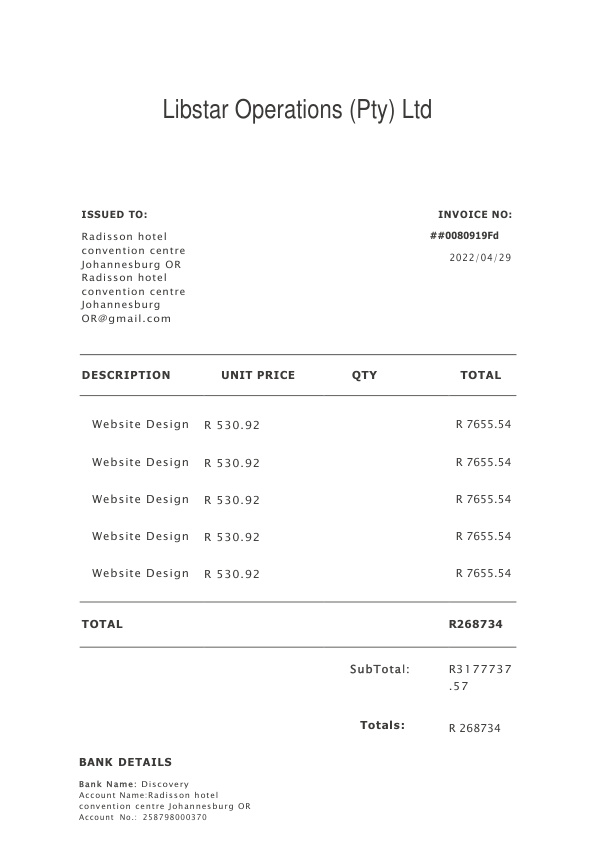 Libstar Operations (Pty) Ltd
ISSUED TO:
INVOICE NO:
Radisson hotel
convention centre
Johannesburg OR
Radisson hotel
convention centre
Johannesburg
OR@gmail.com
##0080919Fd
2022/04/29
DESCRIPTION UNIT PRICE QTY TOTAL
Website Design R 530.92 R 7655.54
Website Design R 530.92 R 7655.54
Website Design R 530.92 R 7655.54
Website Design R 530.92 R 7655.54
Website Design R 530.92 R 7655.54
TOTAL R268734
SubTotal: R3177737
.57
Totals: R 268734
BANK DETAILS
Bank Name: Discovery
Account Name:Radisson hotel
convention centre Johannesburg OR
Account No.: 258798000370